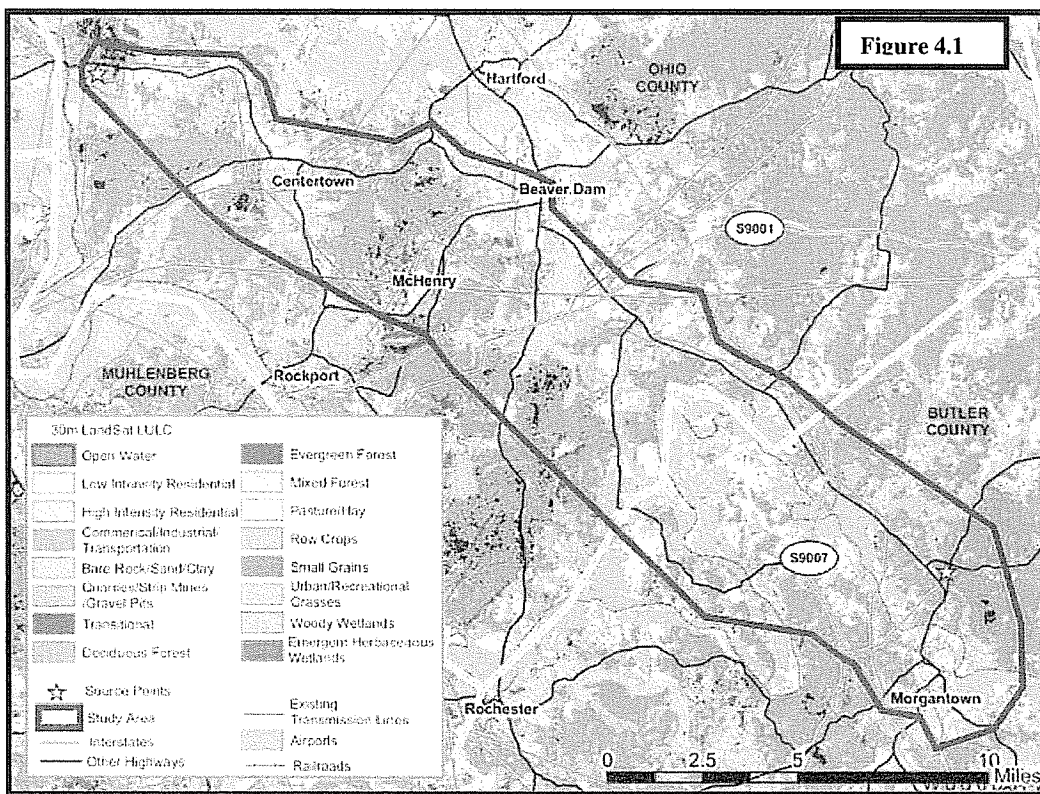 Figure 4.1
OHIO
COUNTY
Hartford
Centertown
Beaver Dam
S9001
McHenry
MUHLENBERG
COUNTY
Rockport
BUTLER
COUNTY
S9007
Rochester
Morgantown
30m LandSat LULC
Open Water
Low Intensity Residential
High Intensity Residential
Commerical/Industrial/
Transportation
Bare Rock/Sand/Clay
Quarries/Strip Mines
/Gravel Pits
Transitional
Deciduous Forest
Evergreen Forest
Mixed Forest
Pasture/Hay
Row Crops
Small Grains
Urban/Recreational
Grasses
Woody Wetlands
Emergent Herbaceous
Wetlands
Source Points
Study Area
Interstates
Other Highways
Existing
Transmission Lines
Airports
Railroads
0 2.5 5 10
Miles